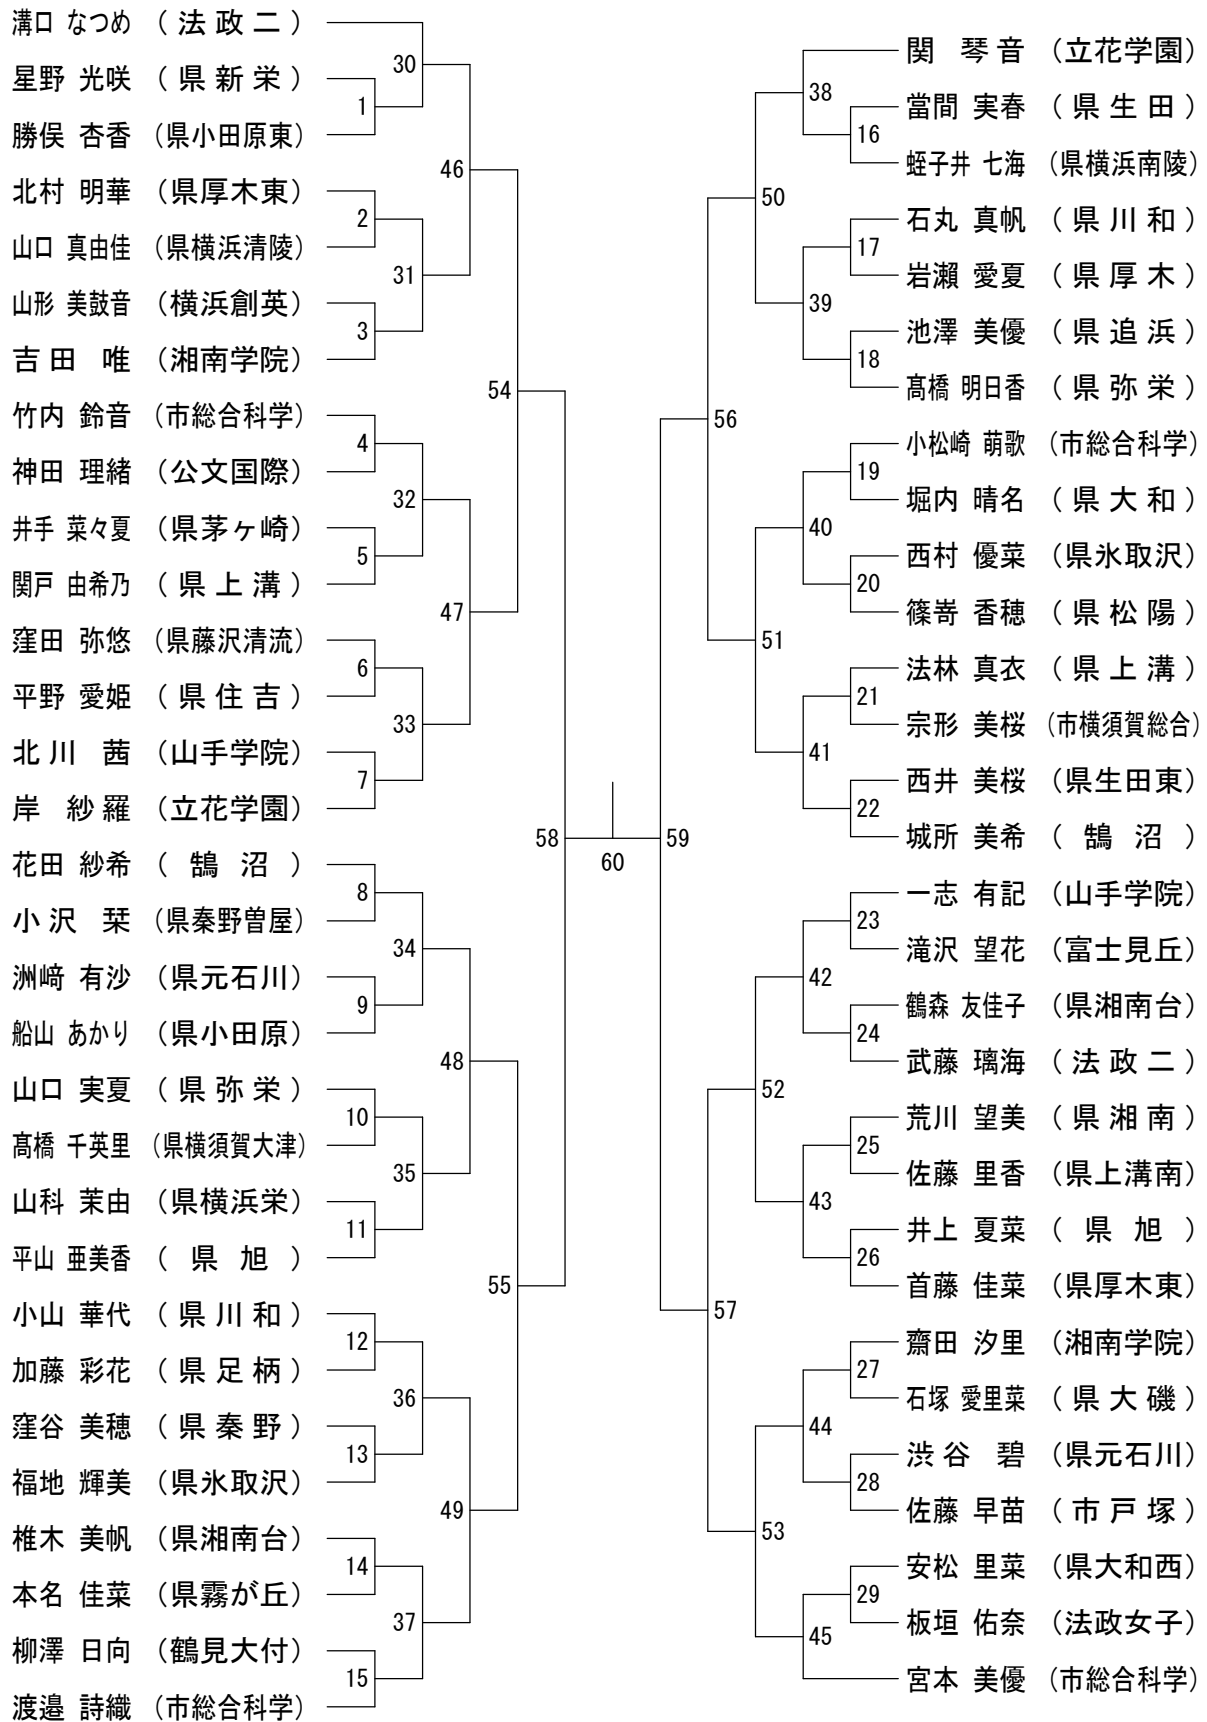 溝口 なつめ （ 法 政 二 ）
星野 光咲 （ 県 新 栄 ）
勝俣 杏香 （県小田原東）
北村 明華 （県厚木東）
山口 真由佳 （県横浜清陵）
山形 美鼓音 （横浜創英）
吉 田 唯 （湘南学院）
竹内 鈴音 （市総合科学）
神田 理緒 （公文国際）
井手 菜々夏 （県茅ヶ崎）
関戸 由希乃 （ 県 上 溝 ）
窪田 弥悠 （県藤沢清流）
平野 愛姫 （ 県 住 吉 ）
北 川 茜 （山手学院）
岸 紗 羅 （立花学園）
花田 紗希 （ 鵠 沼 ）
小 沢 栞 （県秦野曽屋）
洲﨑 有沙 （県元石川）
船山 あかり （県小田原）
山口 実夏 （ 県 弥 栄 ）
髙橋 千英里 （県横須賀大津）
山科 茉由 （県横浜栄）
平山 亜美香 （ 県 旭 ）
小山 華代 （ 県 川 和 ）
加藤 彩花 （ 県 足 柄 ）
窪谷 美穂 （ 県 秦 野 ）
福地 輝美 （県氷取沢）
椎木 美帆 （県湘南台）
本名 佳菜 （県霧が丘）
柳澤 日向 （鶴見大付）
渡邉 詩織 （市総合科学）
1
2
3
4
5
6
7
8
9
10
11
12
13
14
15
30
31
32
33
34
35
36
37
46
47
48
49
54
55
58
60
59
56
57
50
51
52
53
38
39
40
41
42
43
44
45
16
17
18
19
20
21
22
23
24
25
26
27
28
29
関 琴 音 （立花学園）
當間 実春 （ 県 生 田 ）
蛭子井 七海 （県横浜南陵）
石丸 真帆 （ 県 川 和 ）
岩瀬 愛夏 （ 県 厚 木 ）
池澤 美優 （ 県 追 浜 ）
髙橋 明日香 （ 県 弥 栄 ）
小松崎 萌歌 （市総合科学）
堀内 晴名 （ 県 大 和 ）
西村 優菜 （県氷取沢）
篠嵜 香穂 （ 県 松 陽 ）
法林 真衣 （ 県 上 溝 ）
宗形 美桜 （市横須賀総合）
西井 美桜 （県生田東）
城所 美希 （ 鵠 沼 ）
一志 有記 （山手学院）
滝沢 望花 （富士見丘）
鶴森 友佳子 （県湘南台）
武藤 璃海 （ 法 政 二 ）
荒川 望美 （ 県 湘 南 ）
佐藤 里香 （県上溝南）
井上 夏菜 （ 県 旭 ）
首藤 佳菜 （県厚木東）
齋田 汐里 （湘南学院）
石塚 愛里菜 （ 県 大 磯 ）
渋 谷 碧 （県元石川）
佐藤 早苗 （ 市 戸 塚 ）
安松 里菜 （県大和西）
板垣 佑奈 （法政女子）
宮本 美優 （市総合科学）